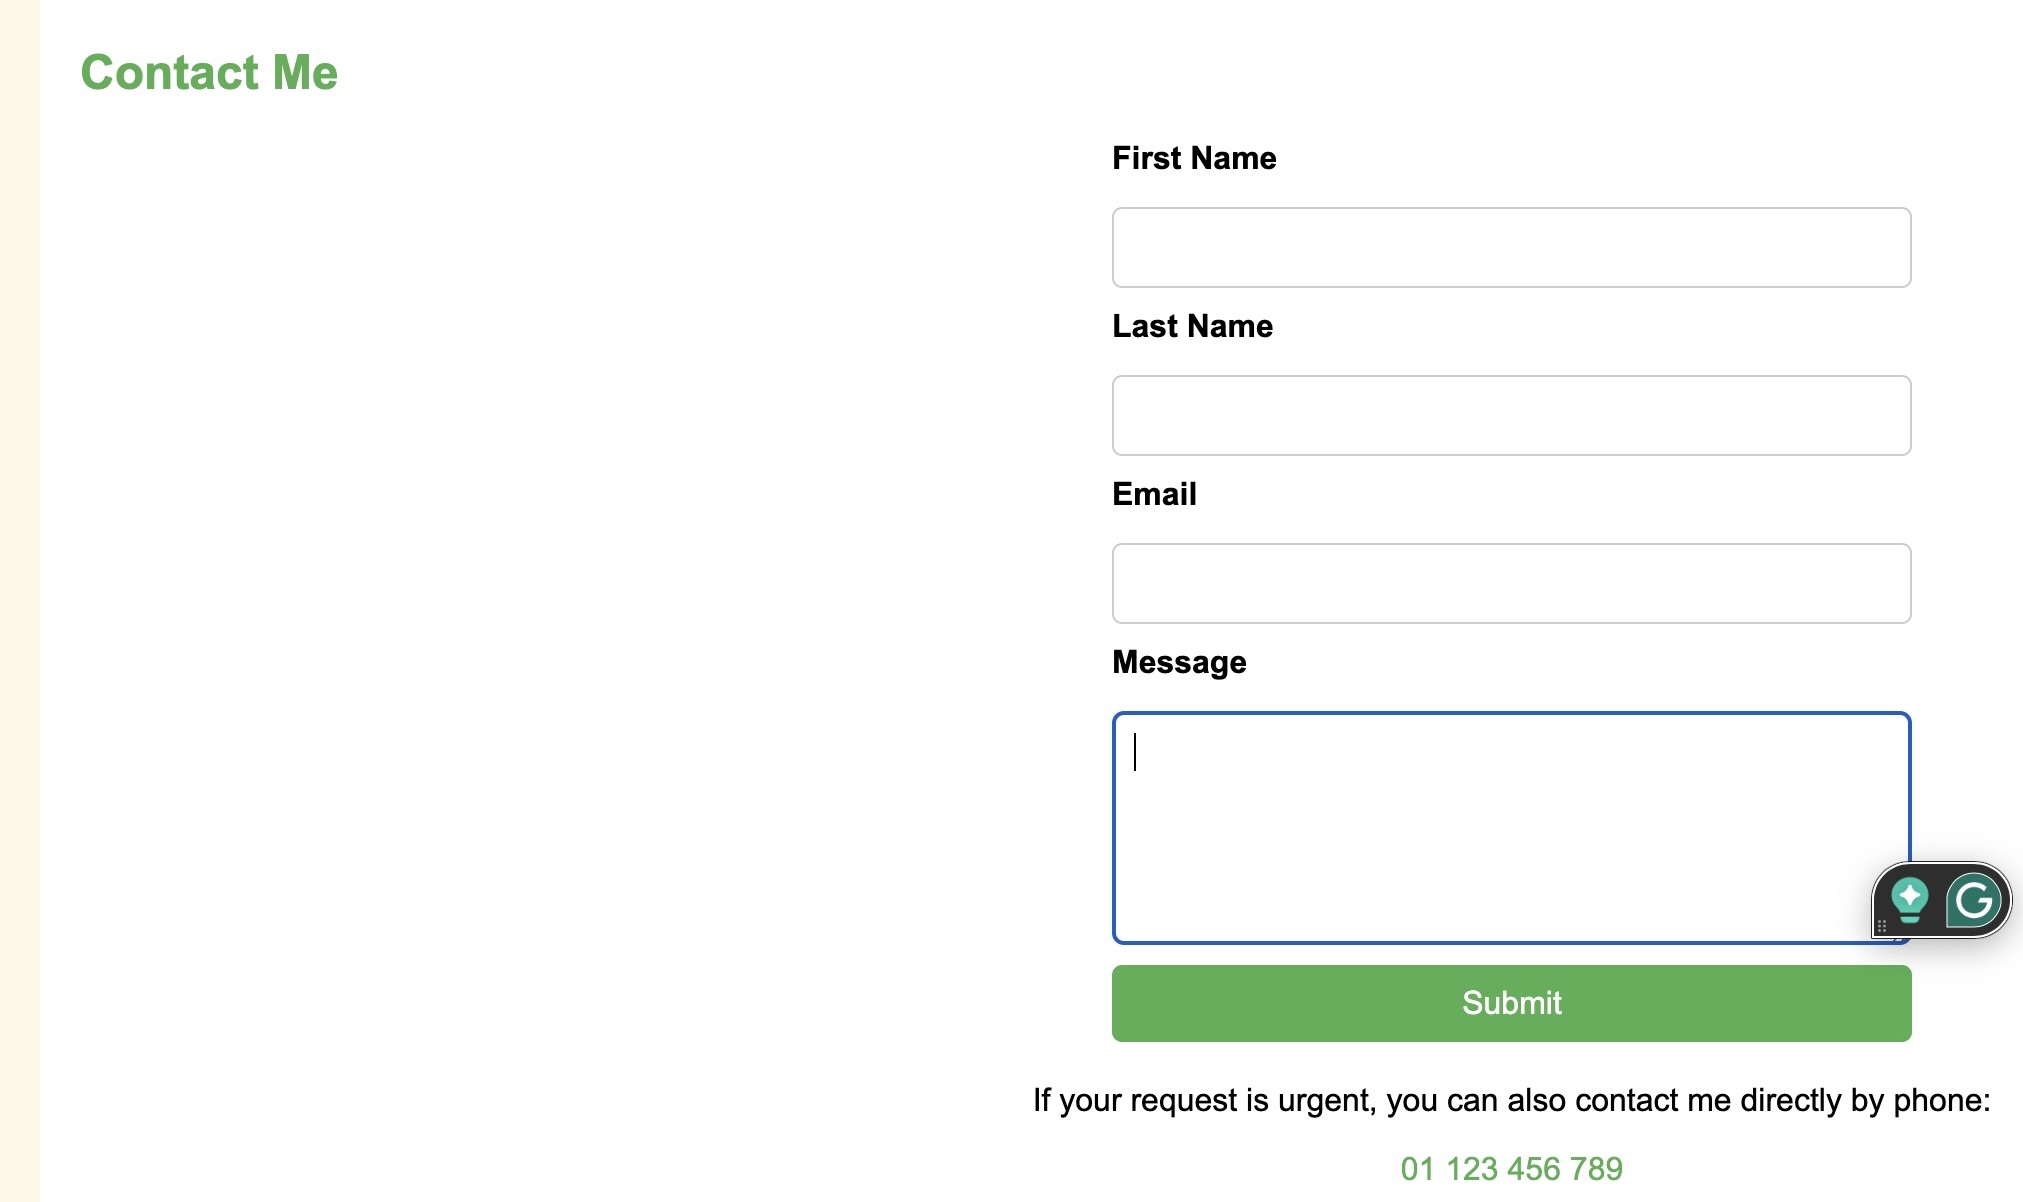 Contact Me
First Name
Last Name
Email
Message
Submit
If your request is urgent, you can also contact me directly by phone:
01 123 456 789